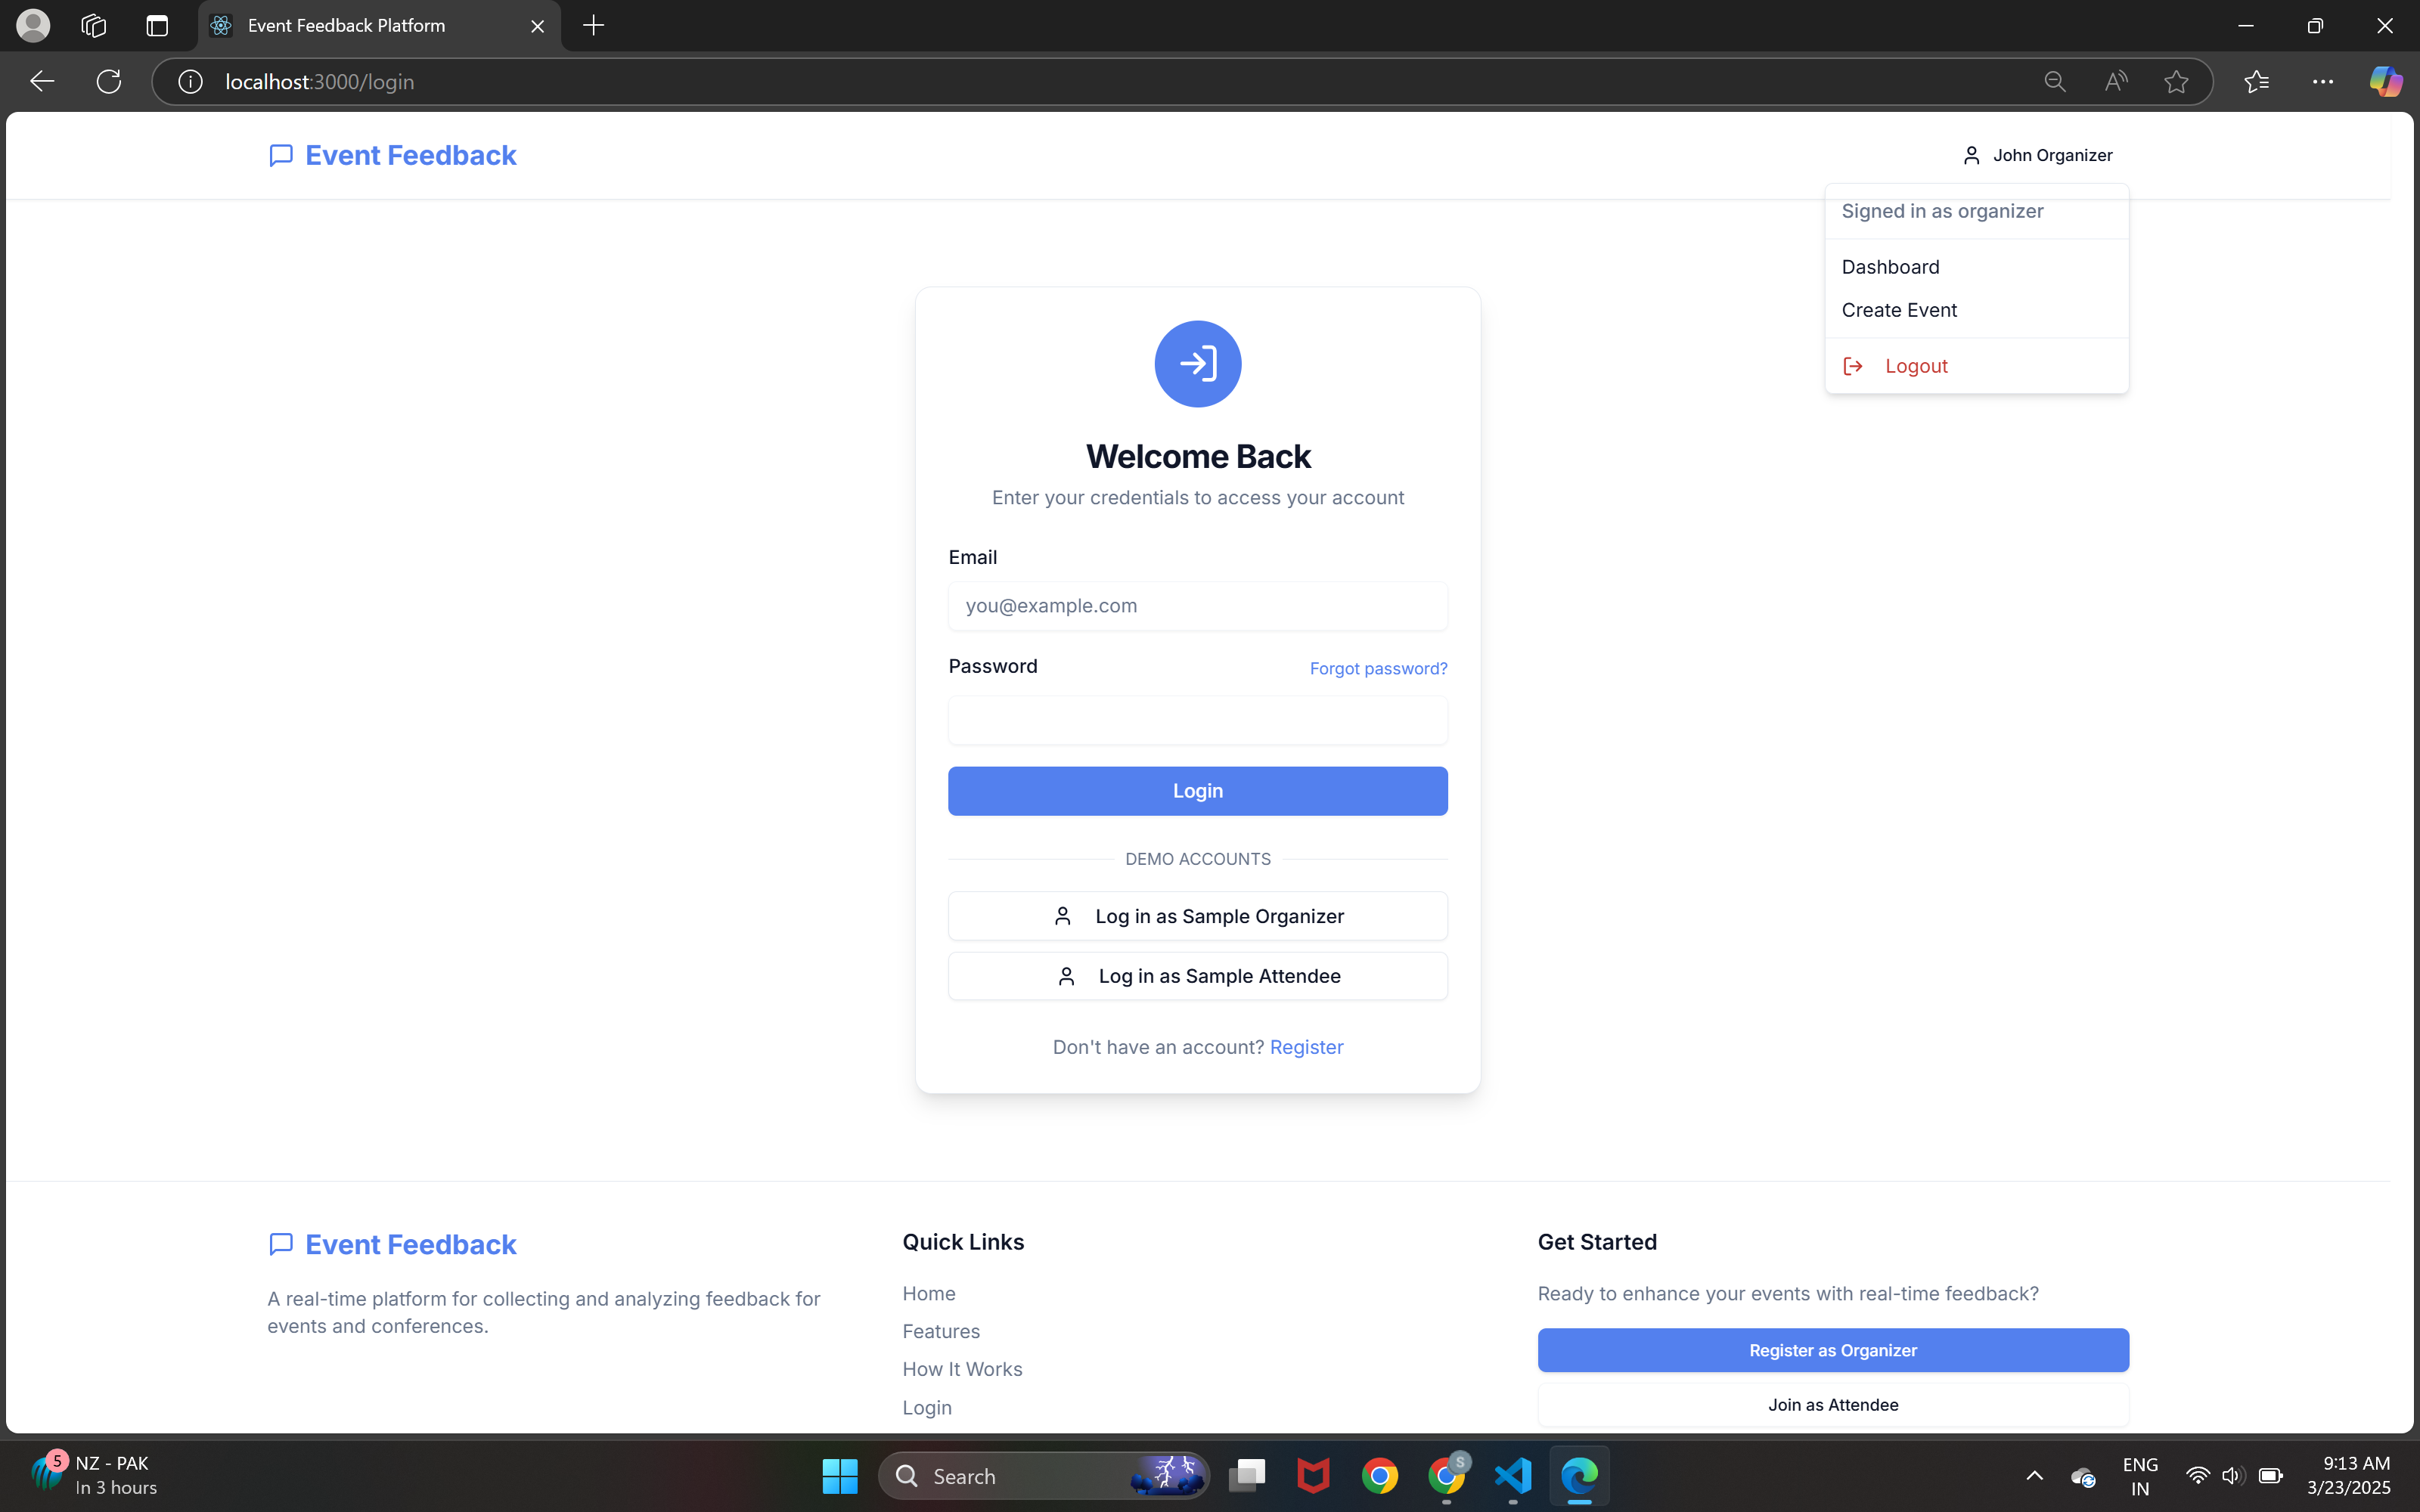 Event Feedback Platform
localhost:3000/login
Event Feedback
John Organizer
Signed in as organizer
Dashboard
Create Event
Logout
Welcome Back
Enter your credentials to access your account
Email
you@example.com
Password
Forgot password?
Login
DEMO ACCOUNTS
Log in as Sample Organizer
Log in as Sample Attendee
Don't have an account? Register
Event Feedback
A real-time platform for collecting and analyzing feedback for
events and conferences.
Quick Links
Home
Features
How It Works
Login
Get Started
Ready to enhance your events with real-time feedback?
Register as Organizer
Join as Attendee
5
NZ - PAK
In 3 hours
Search
S
ENG
IN
9:13 AM
3/23/2025